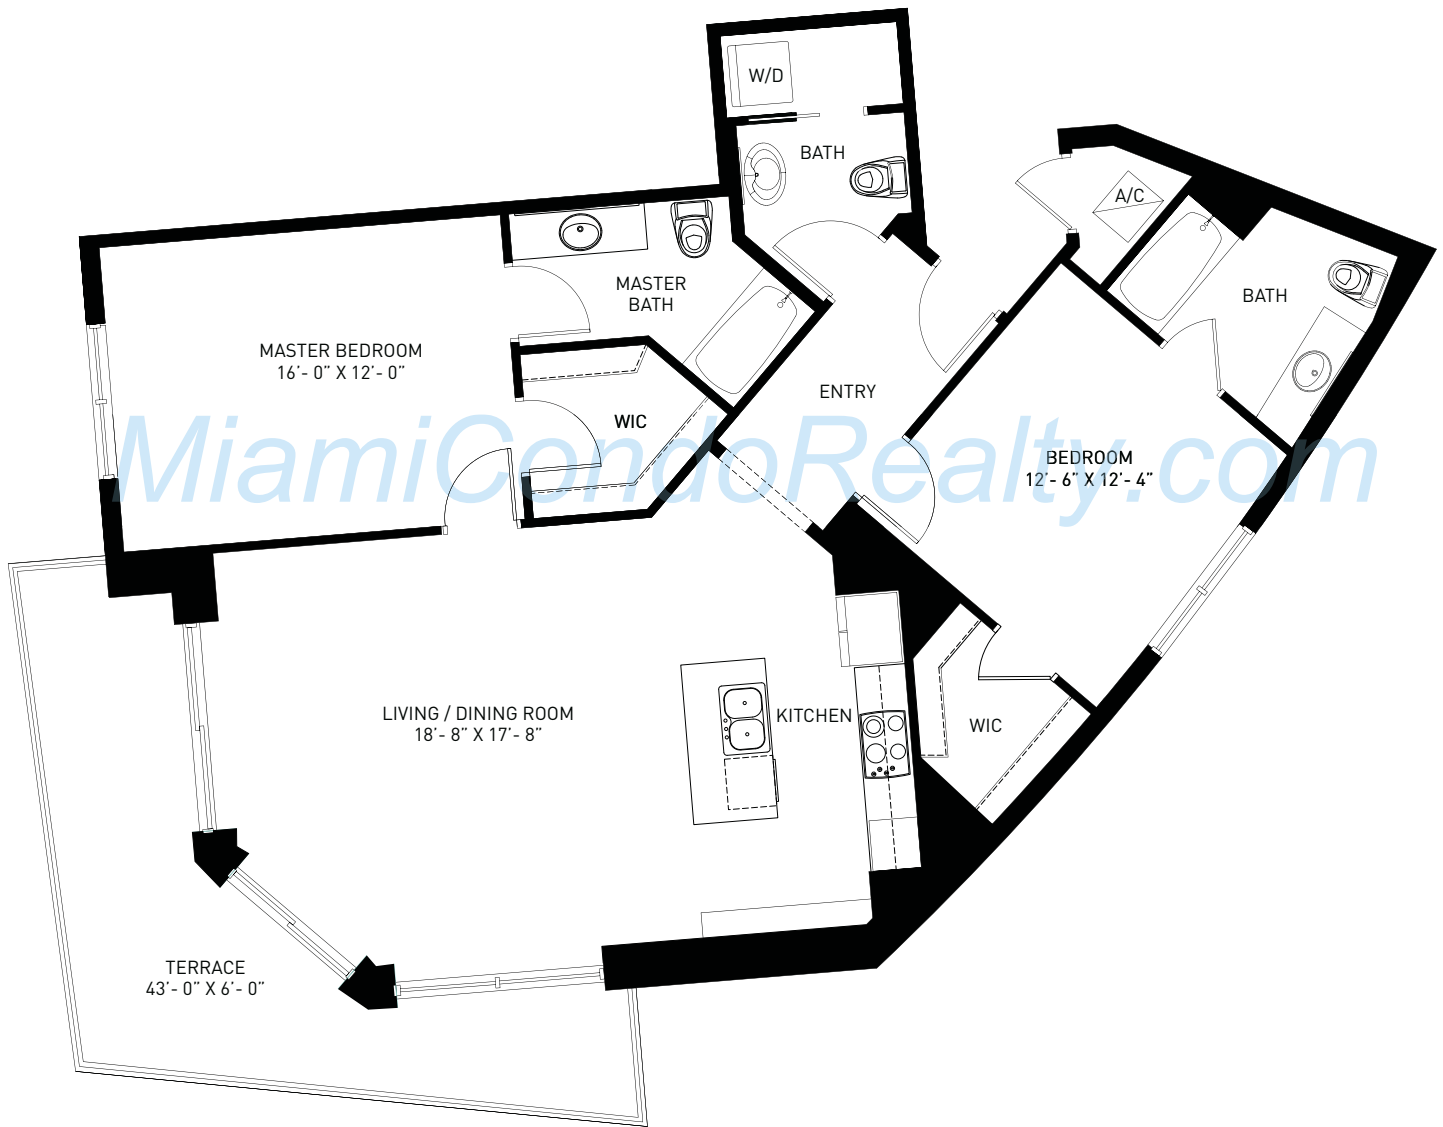 W/D
BATH
A/C
MASTER
BATH
BATH
MASTER BEDROOM
16’- 0” X 12’- 0”
ENTRY
WIC
MiamiCondoRealty.com
BEDROOM
12’- 6” X 12’- 4”
LIVING / DINING ROOM
18’- 8” X 17’- 8”
KITCHEN
WIC
TERRACE
43’- 0” X 6’- 0”